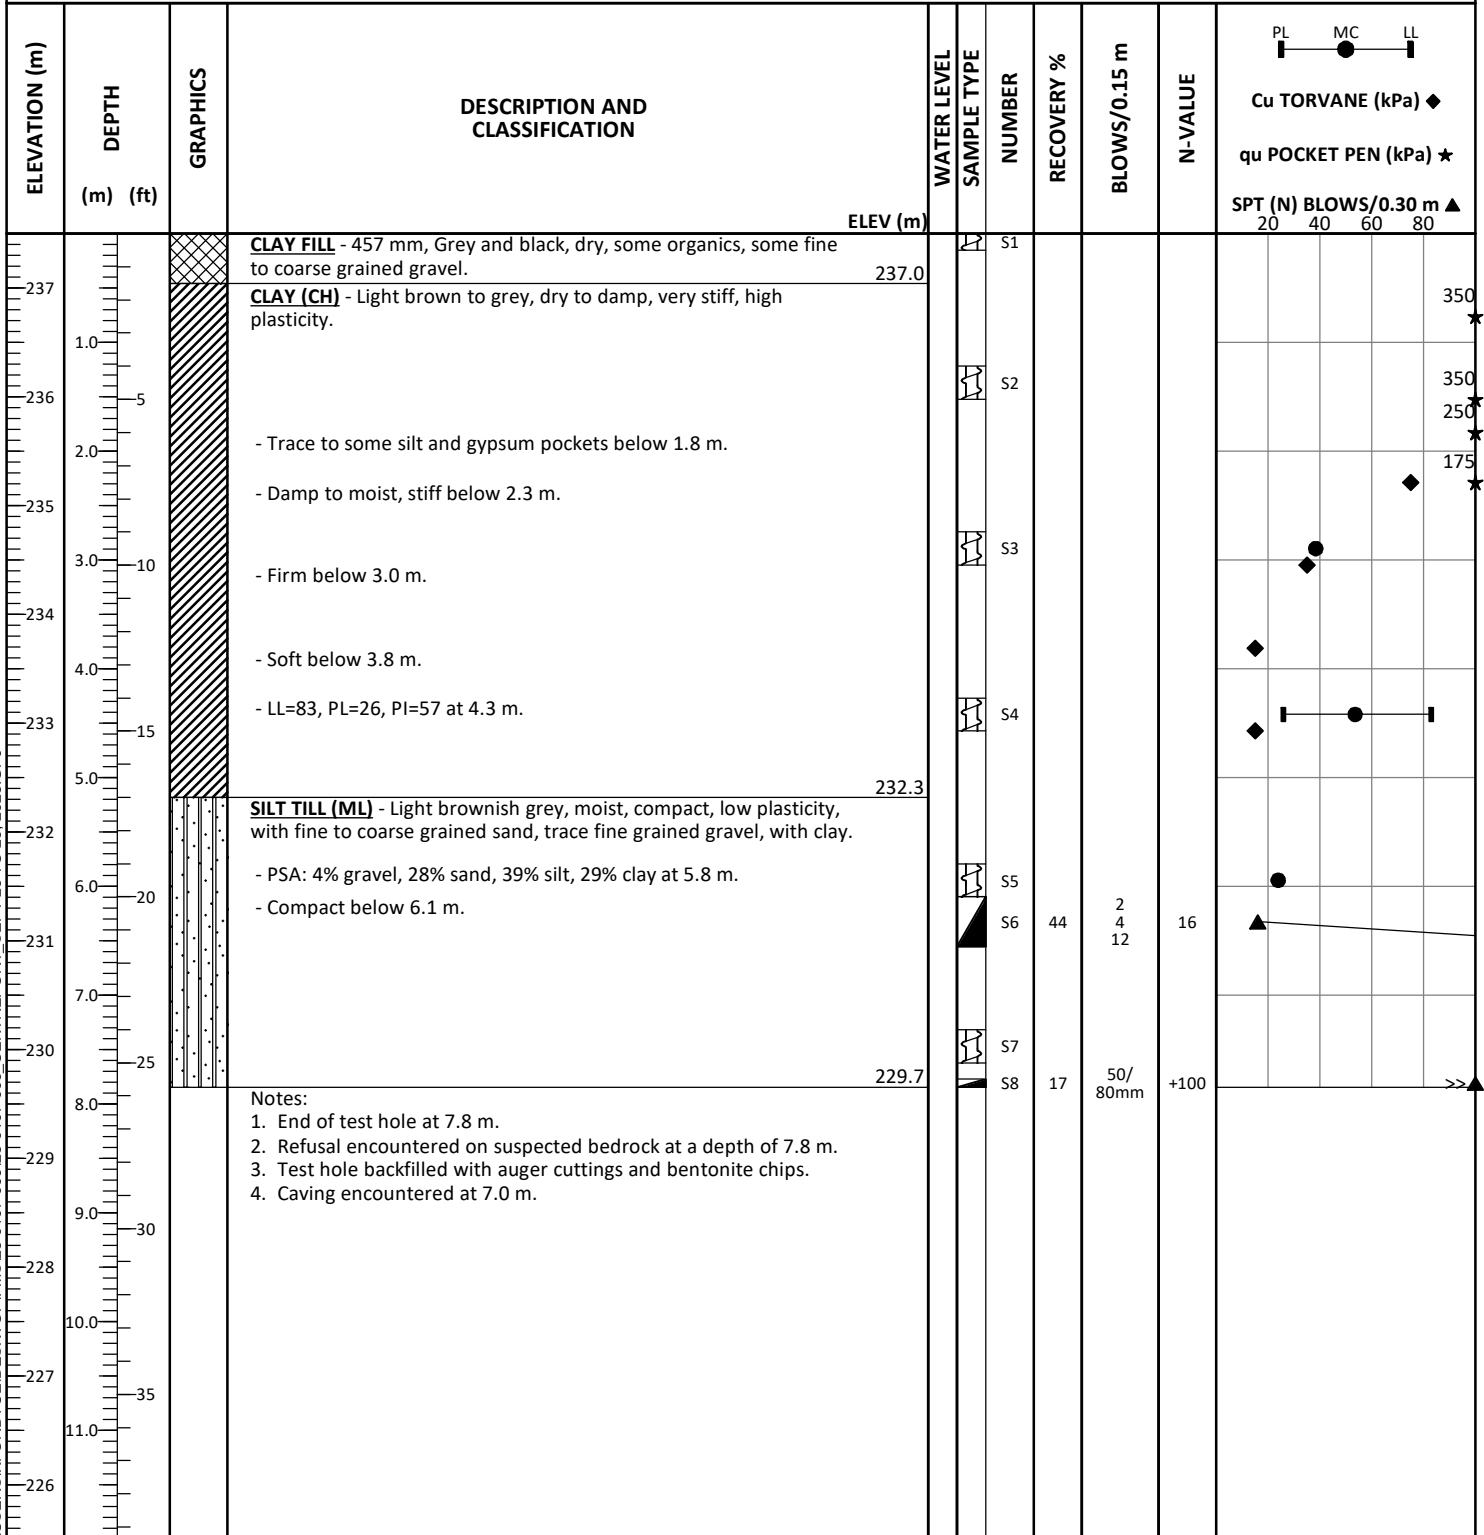 ELEVATION (m)
DEPTH
(m) (ft)
GRAPHICS
DESCRIPTION AND
CLASSIFICATION
ELEV (m)
WATER LEVEL
SAMPLE TYPE
NUMBER
RECOVERY %
BLOWS/0.15 m
N-VALUE
PL MC LL
Cu TORVANE (kPa) ◆
qu POCKET PEN (kPa) ★
SPT (N) BLOWS/0.30 m ▲
20 40 60 80
CLAY FILL - 457 mm, Grey and black, dry, some organics, some fine
to coarse grained gravel.
237.0
S1
237
CLAY (CH) - Light brown to grey, dry to damp, very stiff, high
plasticity.
350
1.0
S2
350
236
5
250
- Trace to some silt and gypsum pockets below 1.8 m.
2.0
175
- Damp to moist, stiff below 2.3 m.
235
S3
3.0
10
- Firm below 3.0 m.
234
- Soft below 3.8 m.
4.0
- LL=83, PL=26, PI=57 at 4.3 m.
S4
233
15
5.0
232.3
SILT TILL (ML) - Light brownish grey, moist, compact, low plasticity,
with fine to coarse grained sand, trace fine grained gravel, with clay.
232
- PSA: 4% gravel, 28% sand, 39% silt, 29% clay at 5.8 m.
S5
6.0
20
- Compact below 6.1 m.
S6 44
2
4
12
16
231
7.0
230
S7
25
229.7
S8 17
50/
80mm
+100
>>
8.0
Notes:
1. End of test hole at 7.8 m.
2. Refusal encountered on suspected bedrock at a depth of 7.8 m.
3. Test hole backfilled with auger cuttings and bentonite chips.
4. Caving encountered at 7.0 m.
229
9.0
30
228
10.0
227
35
11.0
226